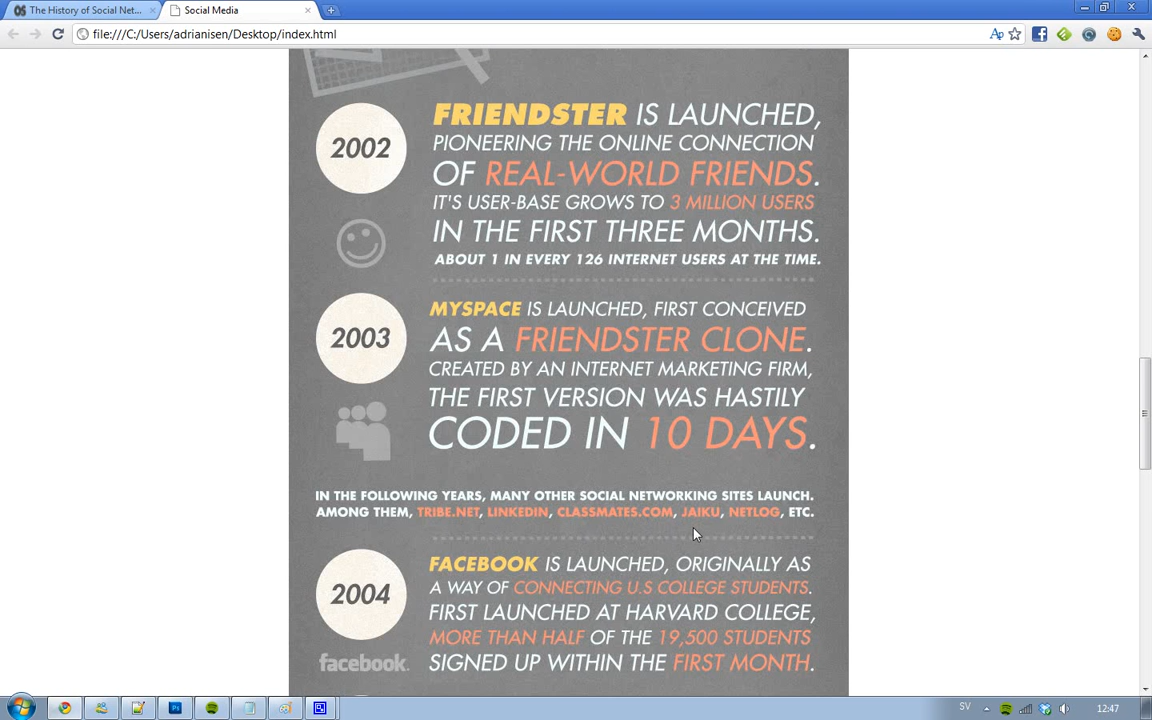 The History of Social Net...
Social Media
file:///C:/Users/adrianisen/Desktop/index.html
2002
FRIENDSTER IS LAUNCHED,
PIONEERING THE ONLINE CONNECTION
OF REAL-WORLD FRIENDS.
IT'S USER-BASE GROWS TO 3 MILLION USERS
IN THE FIRST THREE MONTHS.
ABOUT 1 IN EVERY 126 INTERNET USERS AT THE TIME.
2003
MYSPACE IS LAUNCHED, FIRST CONCEIVED
AS A FRIENDSTER CLONE.
CREATED BY AN INTERNET MARKETING FIRM,
THE FIRST VERSION WAS HASTILY
CODED IN 10 DAYS.
IN THE FOLLOWING YEARS, MANY OTHER SOCIAL NETWORKING SITES LAUNCH.
AMONG THEM, TRIBE.NET, LINKEDIN, CLASSMATES.COM, JAIKU, NETLOG, ETC.
2004
facebook.
FACEBOOK IS LAUNCHED, ORIGINALLY AS
A WAY OF CONNECTING U.S COLLEGE STUDENTS.
FIRST LAUNCHED AT HARVARD COLLEGE,
MORE THAN HALF OF THE 19,500 STUDENTS
SIGNED UP WITHIN THE FIRST MONTH.
SV
12:47